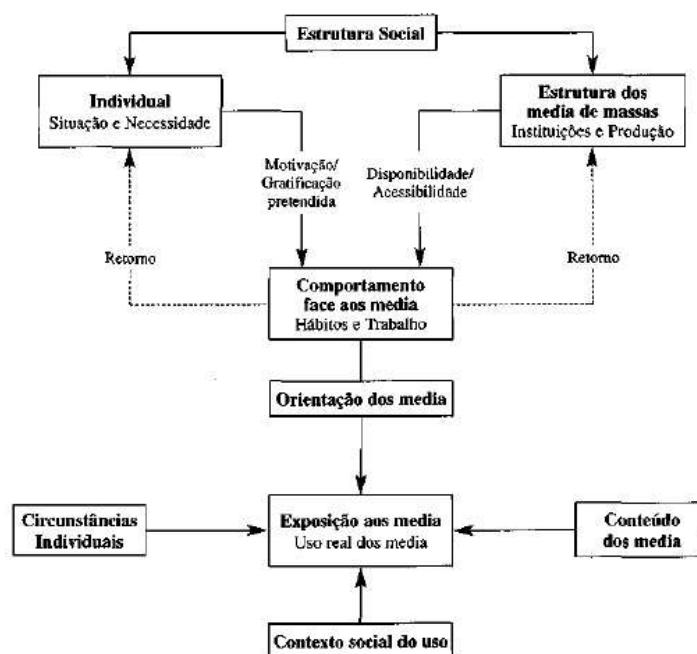 Estrutura Social
Individual
Situação e Necessidade
Estrutura dos
media de massas
Instituições e Produção
Motivação/
Gratificação
pretendida
Disponibilidade/
Acessibilidade
Retorno
Retorno
Comportamento
face aos media
Hábitos e Trabalho
Orientação dos media
Circunstâncias
Individuais
Exposição aos media
Uso real dos media
Conteúdo
dos media
Contexto social do uso